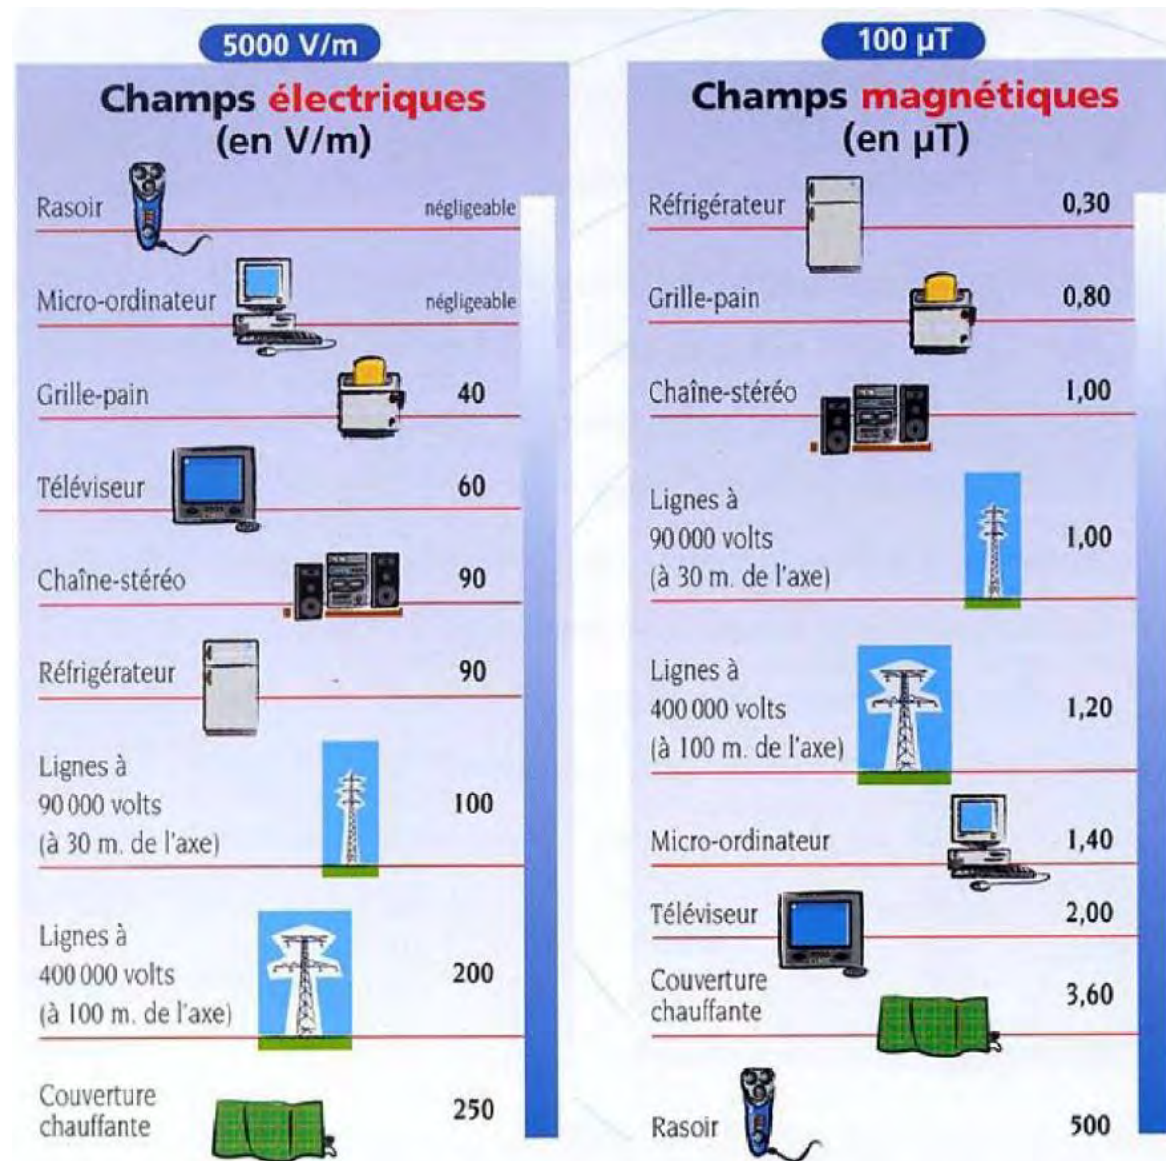 5000 V/m
Champs électriques
(en V/m)
Rasoir négligeable
Micro-ordinateur négligeable
Grille-pain 40
Téléviseur 60
Chaîne-stéréo 90
Réfrigérateur 90
Lignes à
90 000 volts 100
(à 30 m. de l'axe)
Lignes à
400 000 volts 200
(à 100 m. de l'axe)
Couverture
chauffante 250
100 µT
Champs magnétiques
(en µT)
Réfrigérateur 0,30
Grille-pain 0,80
Chaîne-stéréo 1,00
Lignes à
90 000 volts 1,00
(à 30 m. de l'axe)
Lignes à
400 000 volts 1,20
(à 100 m. de l'axe)
Micro-ordinateur 1,40
Téléviseur 2,00
Couverture
chauffante 3,60
Rasoir 500